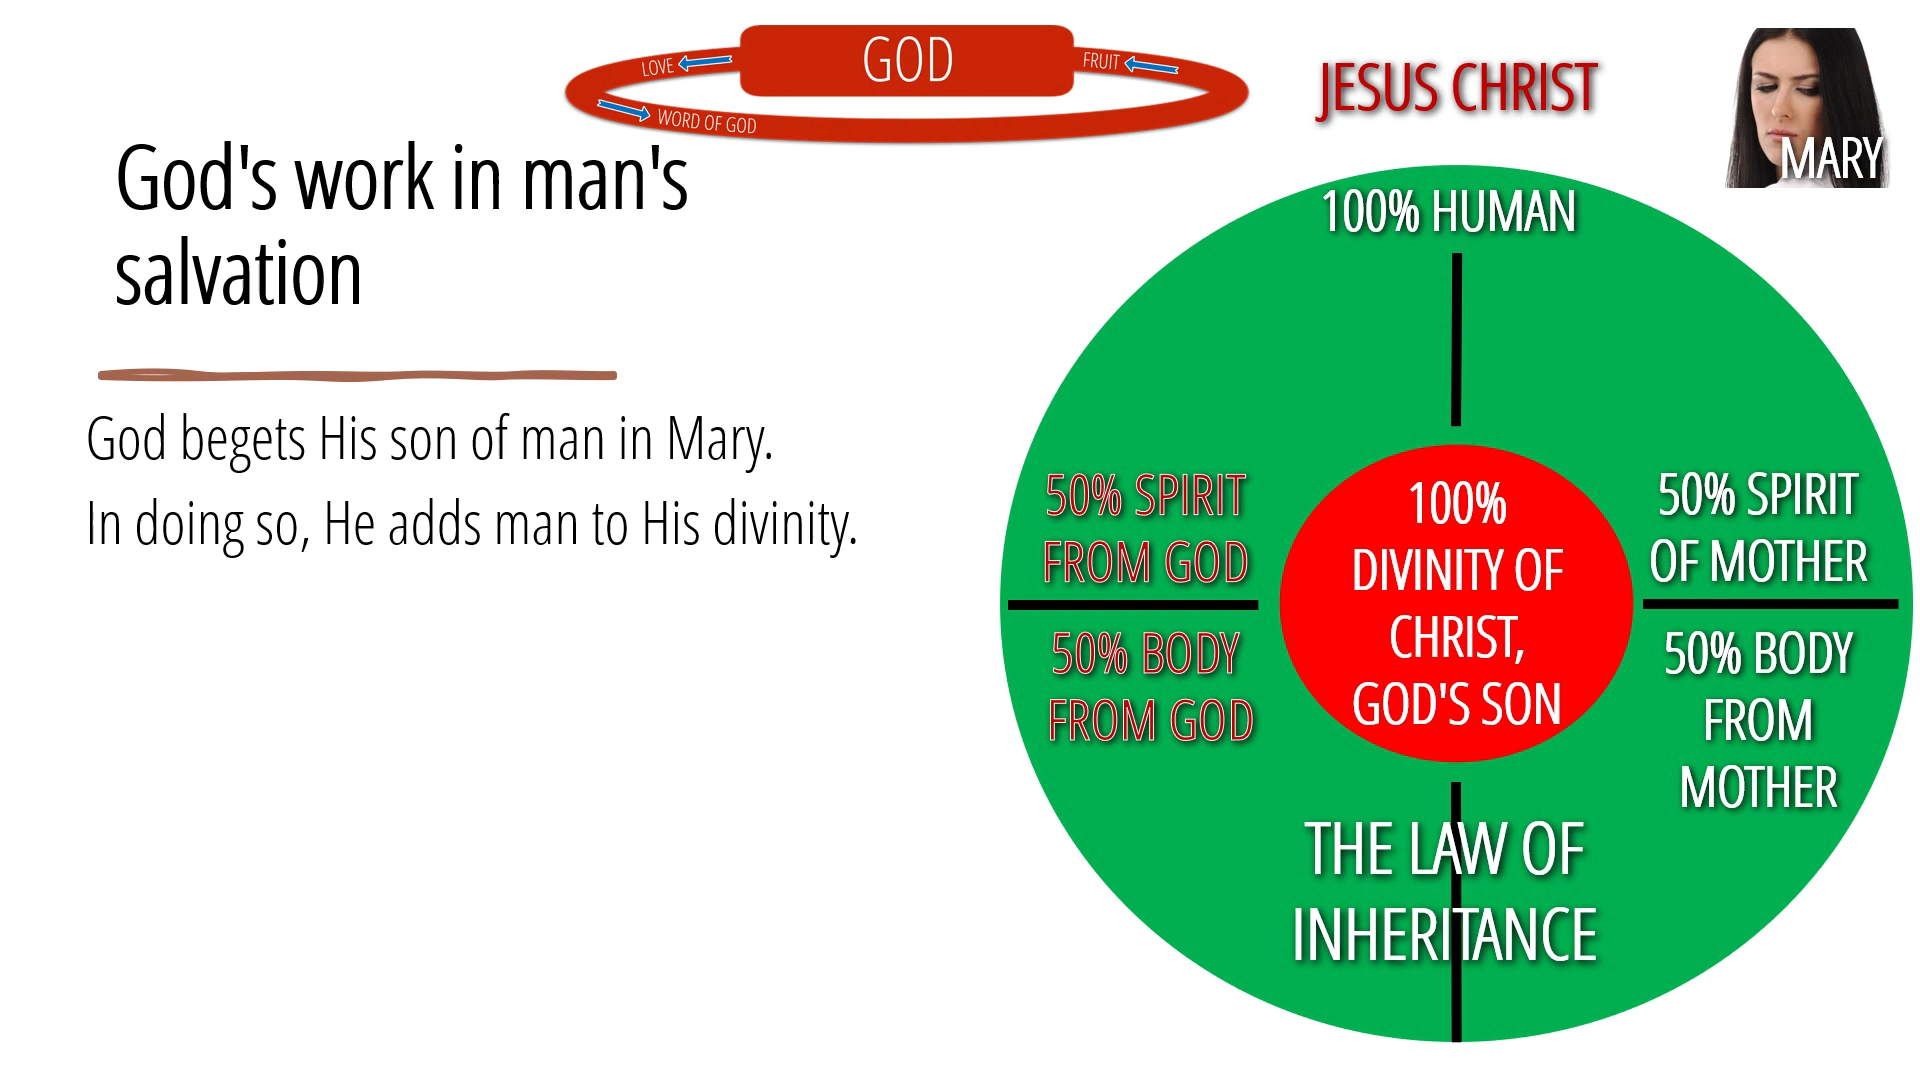 GOD
LOVE
FRUIT
WORD OF GOD
JESUS CHRIST
MARY
God's work in man's
salvation
God begets His son of man in Mary.
In doing so, He adds man to His divinity.
100% HUMAN
50% SPIRIT
FROM GOD
50% BODY
FROM GOD
100%
DIVINITY OF
CHRIST,
GOD'S SON
50% SPIRIT
OF MOTHER
50% BODY
FROM
MOTHER
THE LAW OF
INHERITANCE